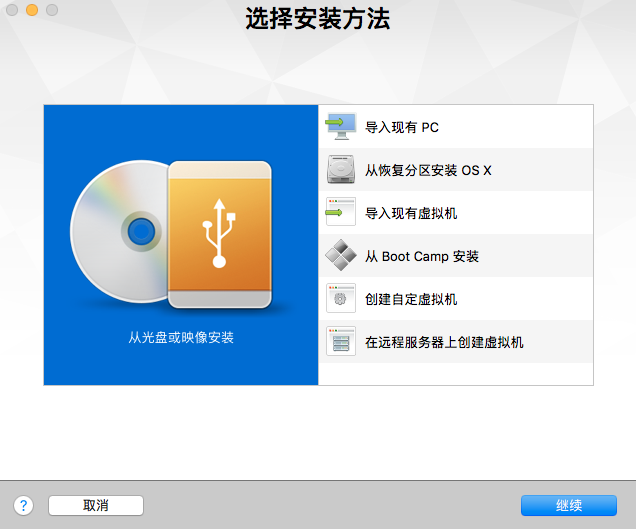 选择安装方法
从光盘或映像安装
导入现有 PC
从恢复分区安装 OS X
导入现有虚拟机
从 Boot Camp 安装
创建自定虚拟机
在远程服务器上创建虚拟机
?
取消
继续